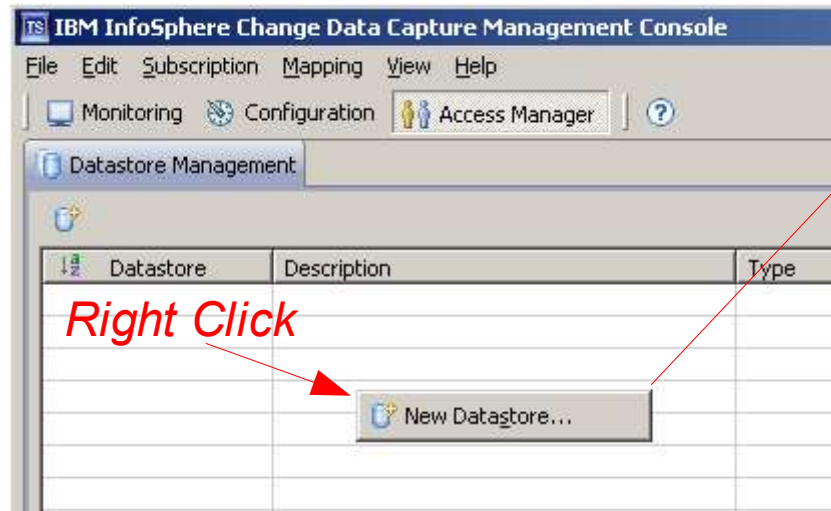 TS IBM InfoSphere Change Data Capture Management Console
File Edit Subscription Mapping View Help
Monitoring Configuration Access Manager ?
Datastore Management
Datastore Description Type
Right Click
New Datastore...